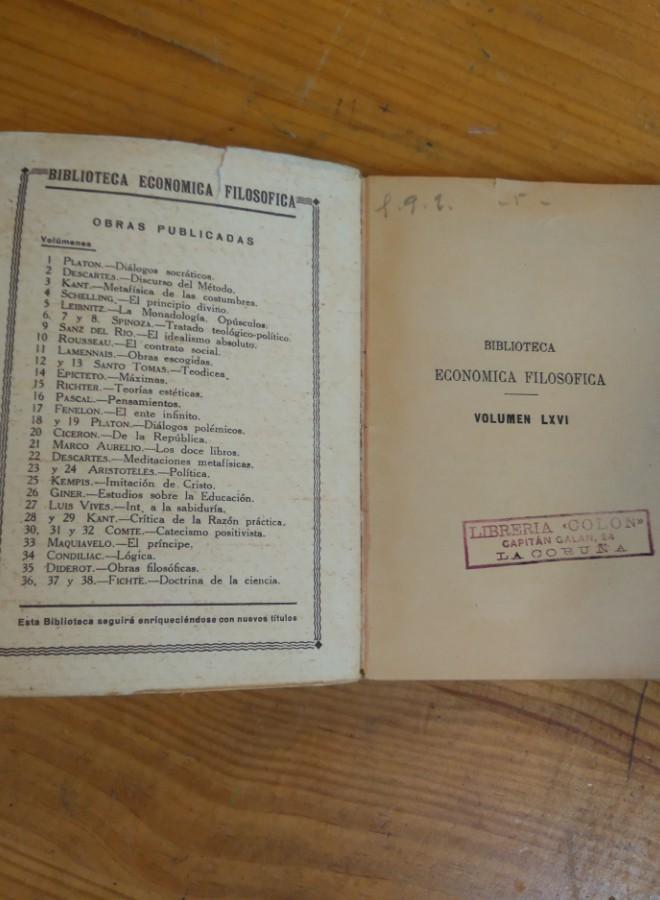 BIBLIOTECA ECONOMICA FILOSOFICA
OBRAS PUBLICADAS
Volúmenes
1 PLATON.—Diálogos socráticos.
2 DESCARTES.—Discurso del Método.
3 KANT.—Metafísica de las costumbres.
4 SCHELLING.—El principio divino.
5 LEIBNITZ.—La Monadología. Opúsculos.
6, 7 y 8. SPINOZA.—Tratado teológico-político.
9 SANZ DEL RIO.—El idealismo absoluto.
10 ROUSSEAU.—El contrato social.
11 LAMENNAIS.—Obras escogidas.
12 y 13 SANTO TOMAS.—Teodicea.
14 EPICTETO.—Máximas.
15 RICHTER.—Teorías estéticas.
16 PASCAL.—Pensamientos.
17 FENELON.—El ente infinito.
18 y 19 PLATON.—Diálogos polémicos.
20 CICERON.—De la República.
21 MARCO AURELIO.—Los doce libros.
22 DESCARTES.—Meditaciones metafísicas.
23 y 24 ARISTOTELES.—Política.
25 KEMPIS.—Imitación de Cristo.
26 GINER.—Estudios sobre la Educación.
27 LUIS VIVES.—Int. a la sabiduría.
28 y 29 KANT.—Crítica de la Razón práctica.
30, 31 y 32 COMTE.—Catecismo positivista.
33 MAQUIAVELO.—El príncipe.
34 CONDILIAC.—Lógica.
35 DIDEROT.—Obras filosóficas.
36, 37 y 38.—FICHTE.—Doctrina de la ciencia.
Esta Biblioteca seguirá enriqueciéndose con nuevos títulos
BIBLIOTECA
ECONOMICA FILOSOFICA
VOLUMEN LXVI
LIBRERIA "COLON"
CAPITÁN GALAN, 24
LA CORUÑA